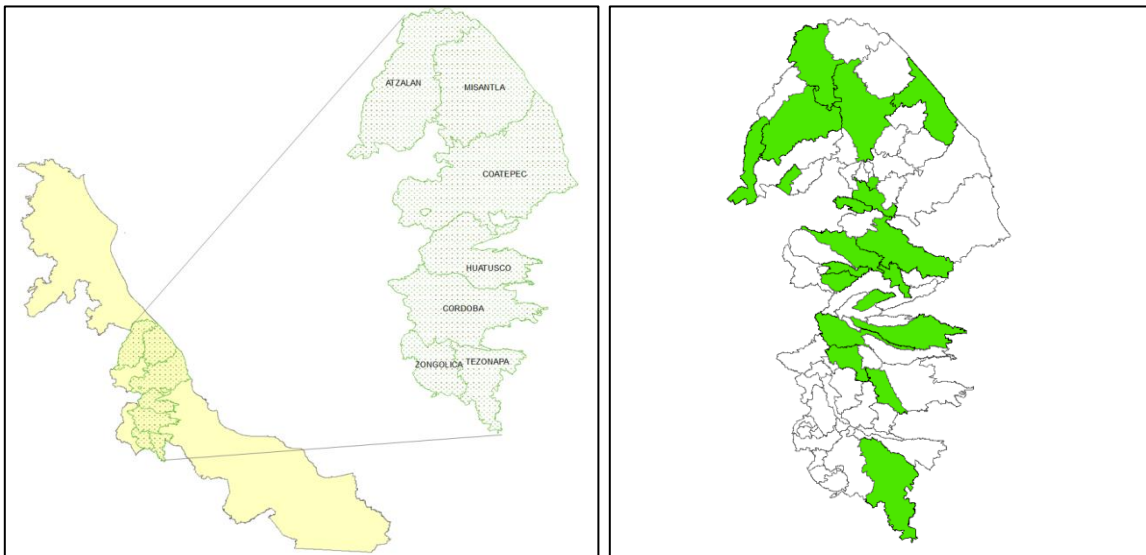 ATZALAN
MISANTLA
COATEPEC
HUATUSCO
CORDOBA
ZONGOLICA
TEZONAPA